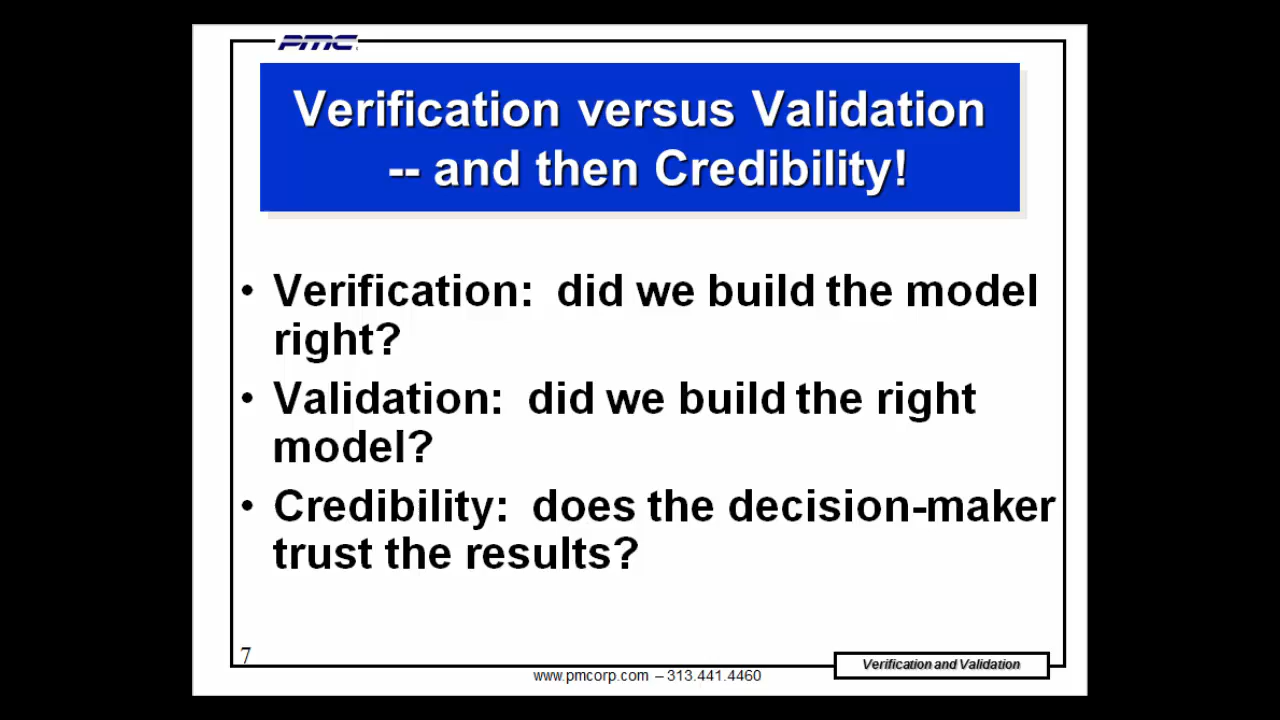 PMC
Verification versus Validation
-- and then Credibility!
• Verification: did we build the model
right?
• Validation: did we build the right
model?
• Credibility: does the decision-maker
trust the results?
7
Verification and Validation
www.pmcorp.com – 313.441.4460